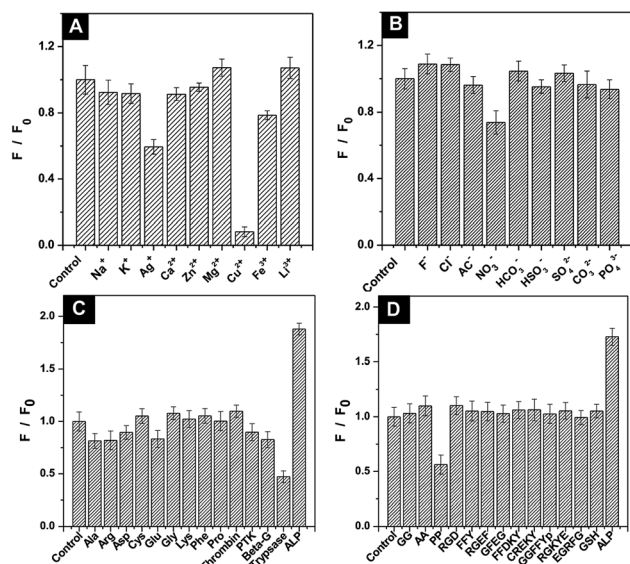 A
F / F0
1.2
0.8
0.4
0.0
Control
Na+
K+
Ag+
Ca2+
Zn2+
Mg2+
Cu2+
Fe3+
Li3+
B
F / F0
1.2
0.8
0.4
0.0
Control
F-
Cl-
AC-
NO3-
HCO3-
HSO3-
SO42-
CO32-
PO43-
C
F / F0
2.0
1.5
1.0
0.5
0.0
Control
Ala
Arg
Asp
Cys
Glu
Gly
Lys
Phe
Pro
Thrombin
PTK
Beta-G
Trypsase
ALP
D
F / F0
2.0
1.5
1.0
0.5
0.0
Control
GG
AA
PP
RGD
FFY
RGEF
GFEG
FFDKY
CREKY
GGFFYp
RGKYE
EGRFG
GSH
ALP